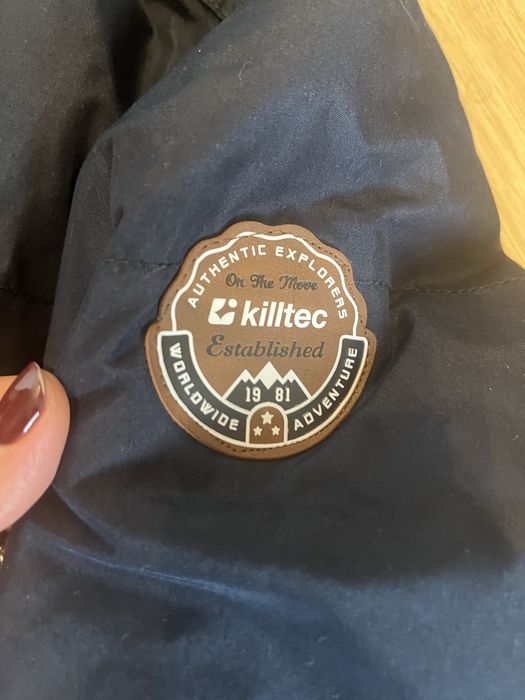 AUTHENTIC EXPLORERS
On The Move
killtec
Established
19 81
WORLDWIDE ADVENTURE